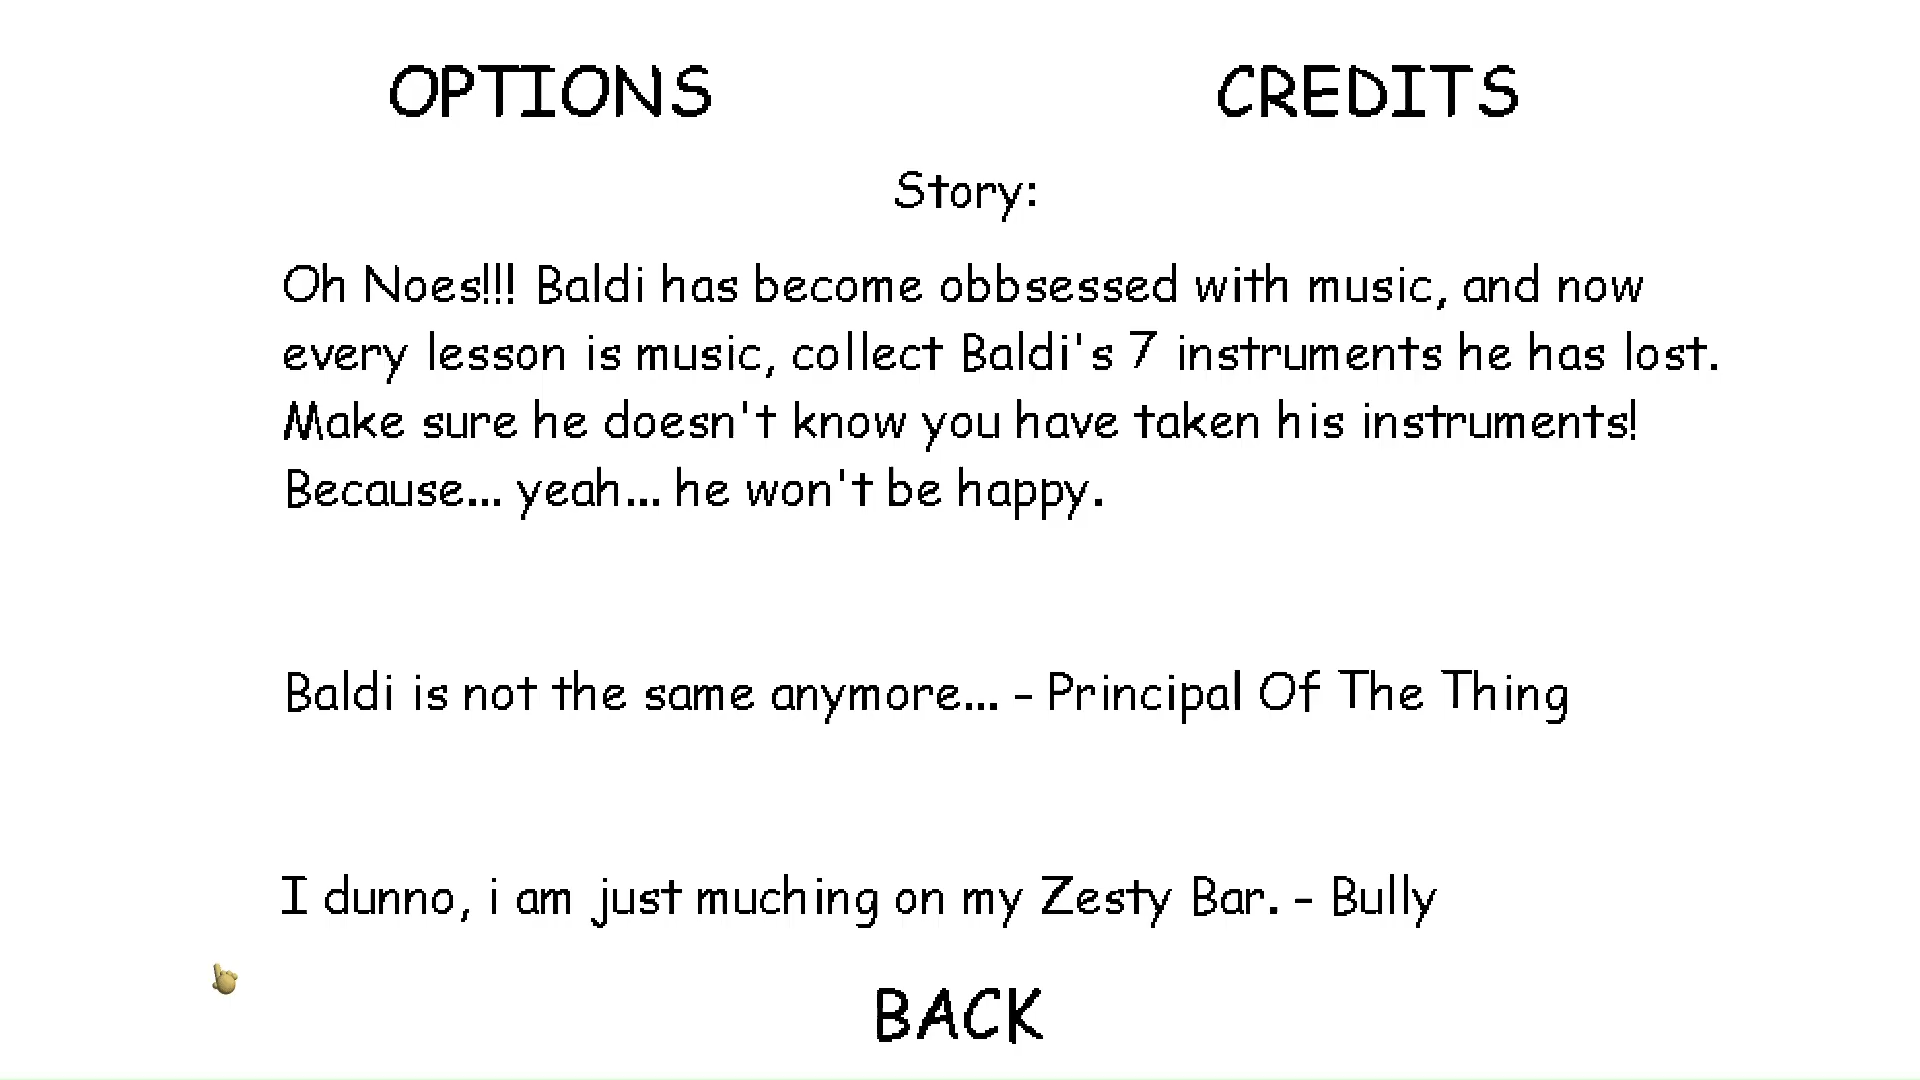 OPTIONS CREDITS
Story:
Oh Noes!!! Baldi has become obbsessed with music, and now
every lesson is music, collect Baldi's 7 instruments he has lost.
Make sure he doesn't know you have taken his instruments!
Because... yeah... he won't be happy.
Baldi is not the same anymore... - Principal Of The Thing
I dunno, i am just muching on my Zesty Bar. - Bully
BACK